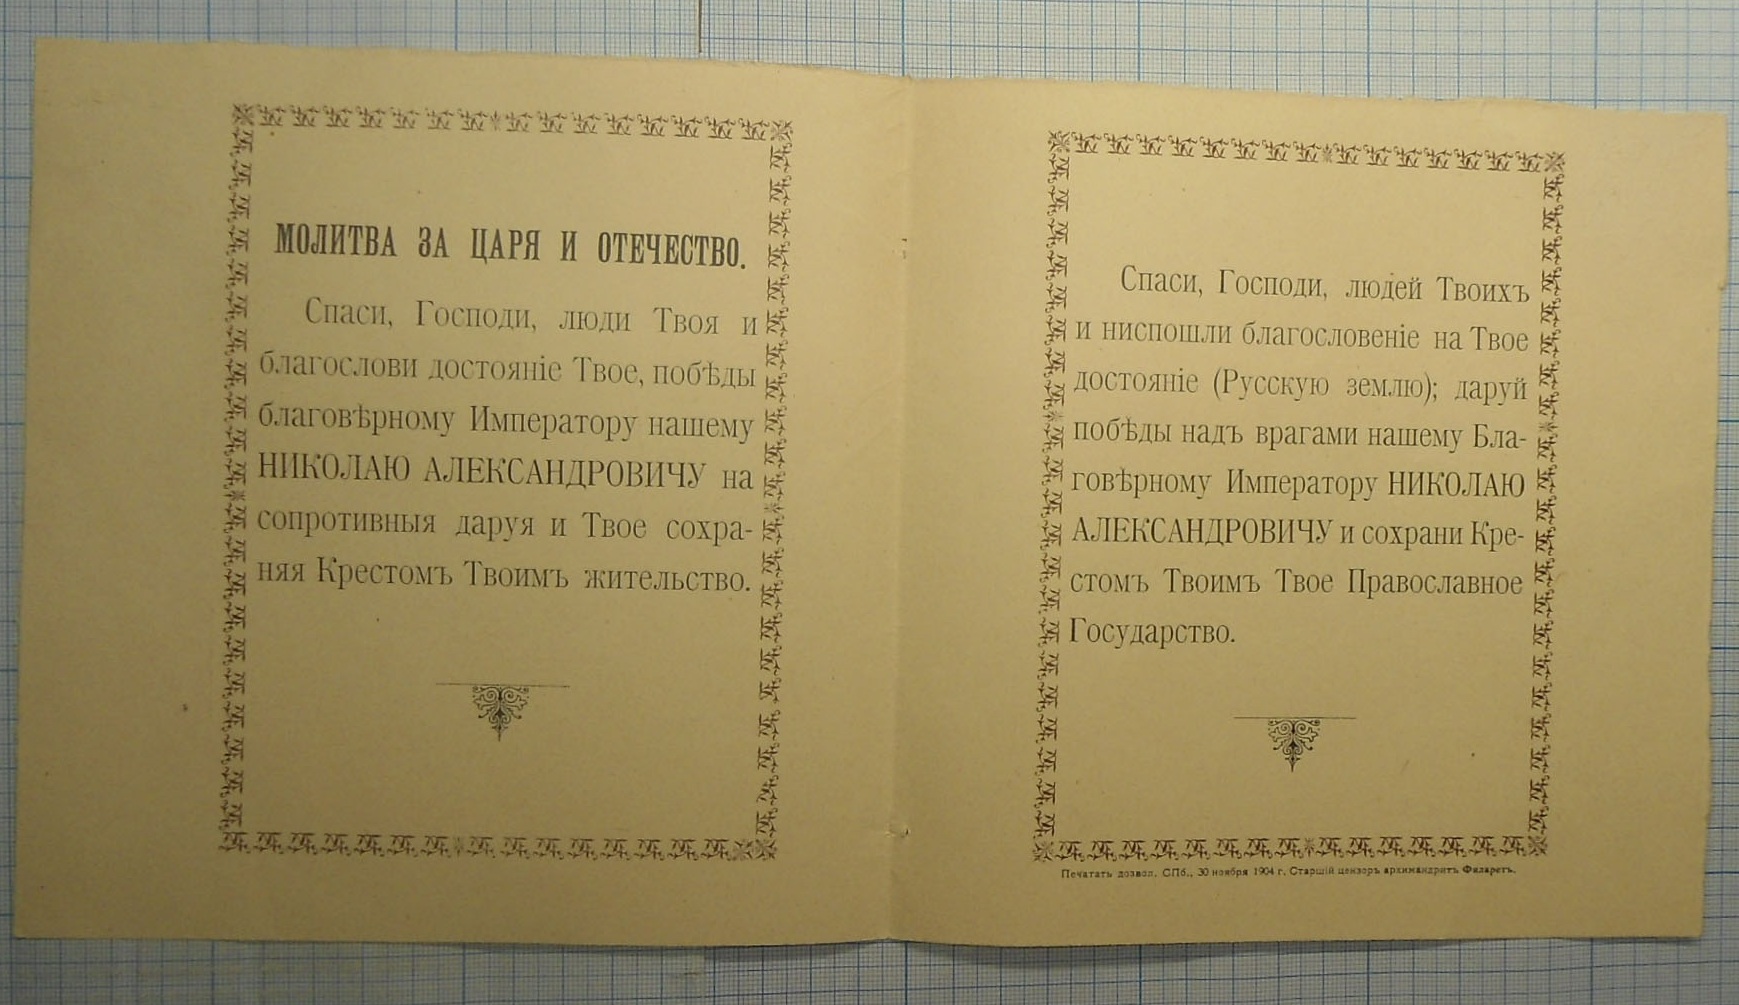 МОЛИТВА ЗА ЦАРЯ И ОТЕЧЕСТВО.
Спаси, Господи, люди Твоя и
благослови достояніе Твое, побѣды
благовѣрному Императору нашему
НИКОЛАЮ АЛЕКСАНДРОВИЧУ на
сопротивныя даруя и Твое сохра-
няя Крестомъ Твоимъ жительство.
Спаси, Господи, людей Твоихъ
и ниспошли благословеніе на Твое
достояніе (Русскую землю); даруй
побѣды надъ врагами нашему Бла-
говѣрному Императору НИКОЛАЮ
АЛЕКСАНДРОВИЧУ и сохрани Кре-
стомъ Твоимъ Твое Православное
Государство.
Печатать дозвол. СПб., 30 ноября 1904 г. Старшій цензоръ архимандритъ Филаретъ.